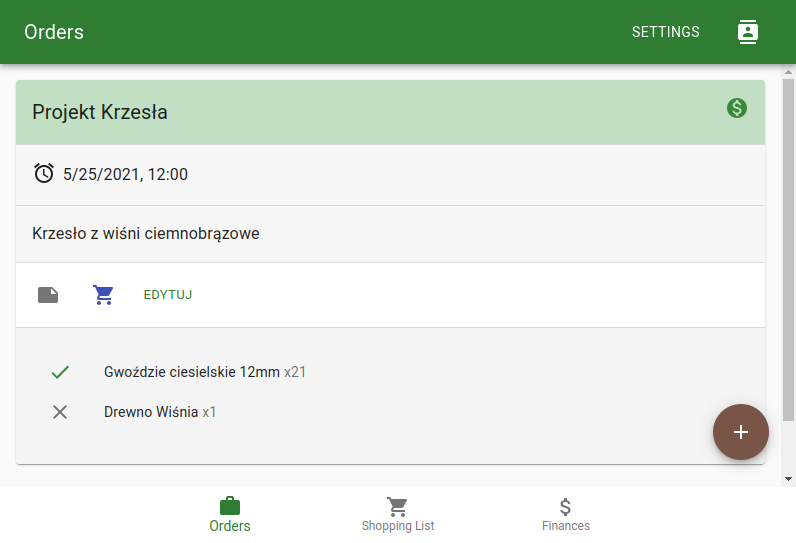 Orders
SETTINGS
Projekt Krzesła
5/25/2021, 12:00
Krzesło z wiśni ciemnobrązowe
EDYTUJ
Gwoździe ciesielskie 12mm x21
Drewno Wiśnia x1
Orders
Shopping List
Finances